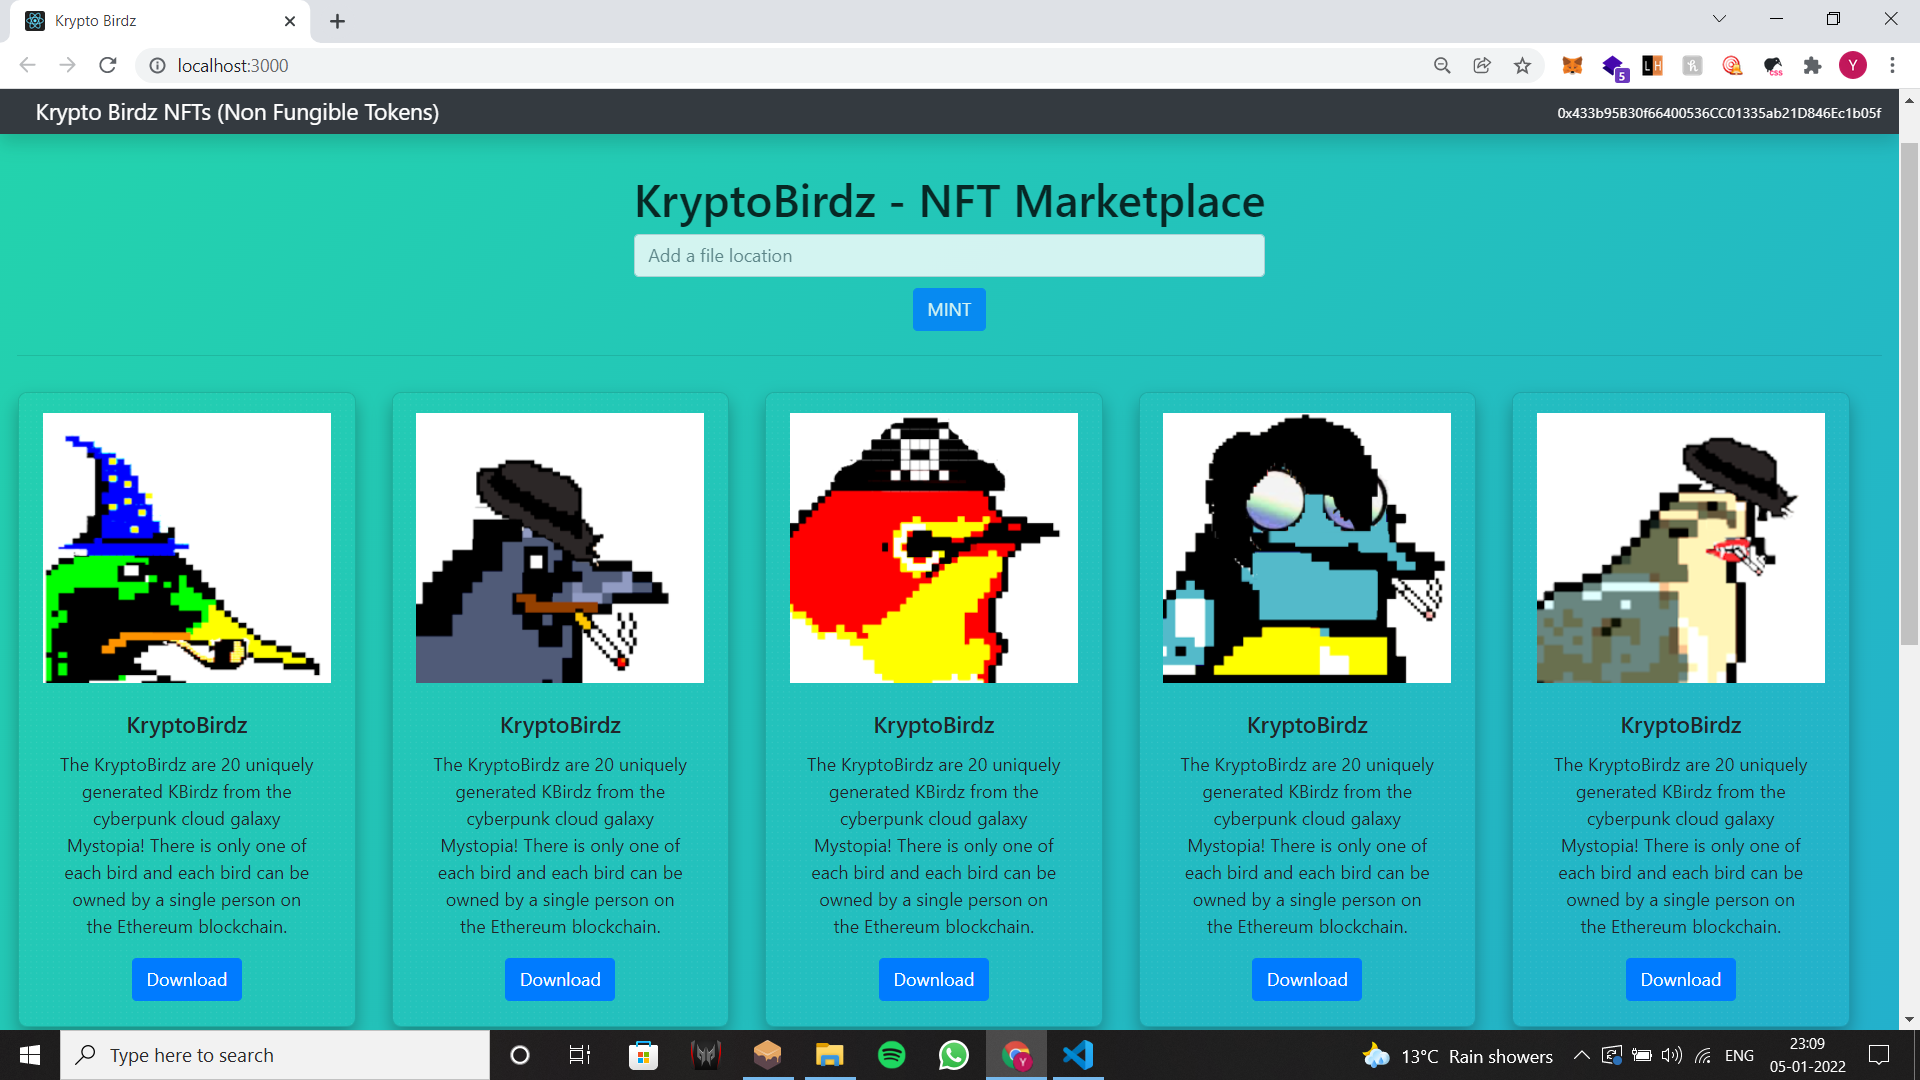 Krypto Birdz
localhost:3000
5
LH
css
Y
Krypto Birdz NFTs (Non Fungible Tokens)
0x433b95B30f66400536CC01335ab21D846Ec1b05f
KryptoBirdz - NFT Marketplace
Add a file location
MINT
KryptoBirdz
The KryptoBirdz are 20 uniquely
generated KBirdz from the
cyberpunk cloud galaxy
Mystopia! There is only one of
each bird and each bird can be
owned by a single person on
the Ethereum blockchain.
Download
KryptoBirdz
The KryptoBirdz are 20 uniquely
generated KBirdz from the
cyberpunk cloud galaxy
Mystopia! There is only one of
each bird and each bird can be
owned by a single person on
the Ethereum blockchain.
Download
KryptoBirdz
The KryptoBirdz are 20 uniquely
generated KBirdz from the
cyberpunk cloud galaxy
Mystopia! There is only one of
each bird and each bird can be
owned by a single person on
the Ethereum blockchain.
Download
KryptoBirdz
The KryptoBirdz are 20 uniquely
generated KBirdz from the
cyberpunk cloud galaxy
Mystopia! There is only one of
each bird and each bird can be
owned by a single person on
the Ethereum blockchain.
Download
KryptoBirdz
The KryptoBirdz are 20 uniquely
generated KBirdz from the
cyberpunk cloud galaxy
Mystopia! There is only one of
each bird and each bird can be
owned by a single person on
the Ethereum blockchain.
Download
Type here to search
Y
13°C Rain showers
ENG
23:09
05-01-2022